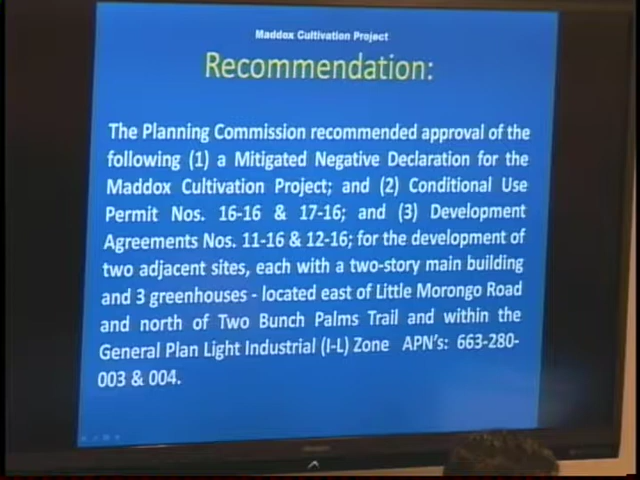 Maddox Cultivation Project
Recommendation:
The Planning Commission recommended approval of the
following (1) a Mitigated Negative Declaration for the
Maddox Cultivation Project; and (2) Conditional Use
Permit Nos. 16-16 & 17-16; and (3) Development
Agreements Nos. 11-16 & 12-16; for the development of
two adjacent sites, each with a two-story main building
and 3 greenhouses - located east of Little Morongo Road
and north of Two Bunch Palms Trail and within the
General Plan Light Industrial (I-L) Zone APN's: 663-280-
003 & 004.